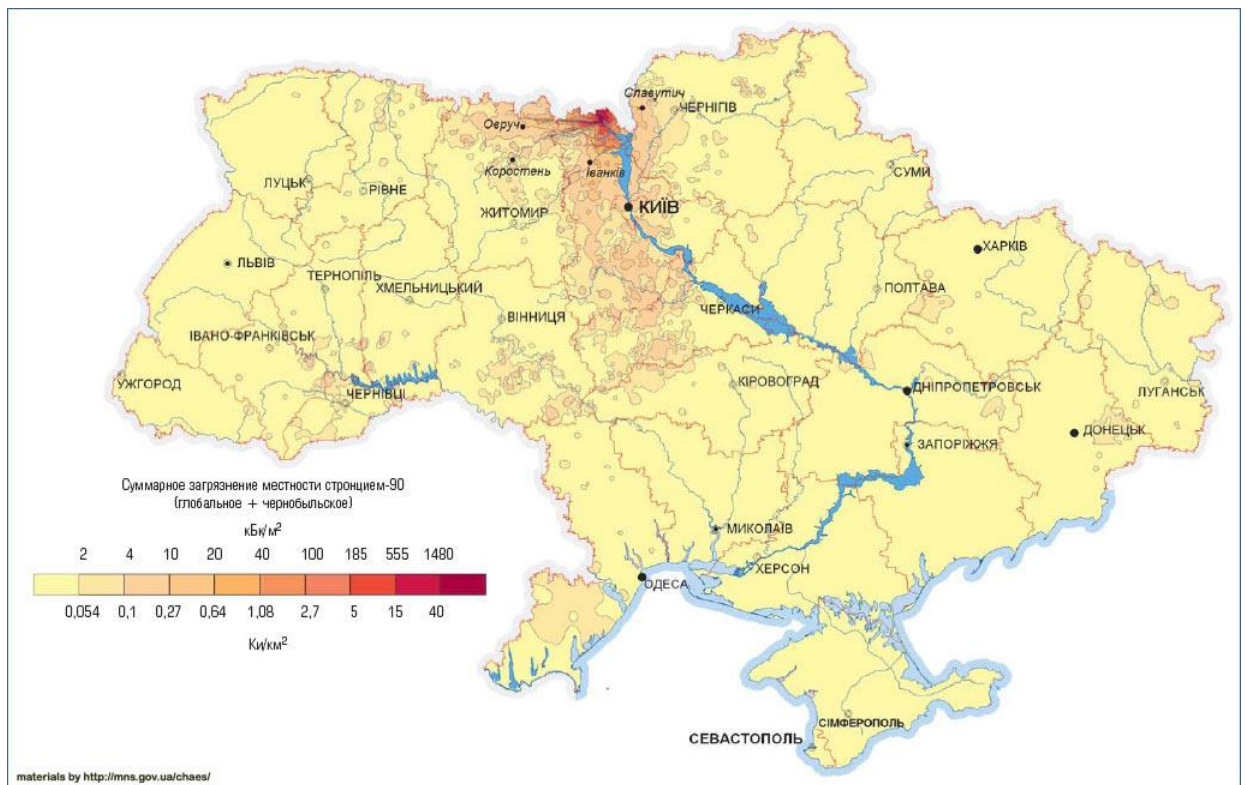 Славутич
ЧЕРНІГІВ
Овруч
Коростень
Іванків
ЛУЦЬК
РІВНЕ
СУМИ
ЖИТОМИР
КИЇВ
ХАРКІВ
ЛЬВІВ
ТЕРНОПІЛЬ
ХМЕЛЬНИЦЬКИЙ
ПОЛТАВА
ЧЕРКАСИ
ВІННИЦЯ
ІВАНО-ФРАНКІВСЬК
УЖГОРОД
КІРОВОГРАД
ДНІПРОПЕТРОВСЬК
ЛУГАНСЬК
ЧЕРНІВЦІ
ДОНЕЦЬК
ЗАПОРІЖЖЯ
Суммарное загрязнение местности стронцием-90
(глобальное + чернобыльское)
кБк/м²
2 4 10 20 40 100 185 555 1480
0,054 0,1 0,27 0,64 1,08 2,7 5 15 40
Ки/км²
МИКОЛАЇВ
ХЕРСОН
ОДЕСА
СІМФЕРОПОЛЬ
СЕВАСТОПОЛЬ
materials by http://mns.gov.ua/chaes/